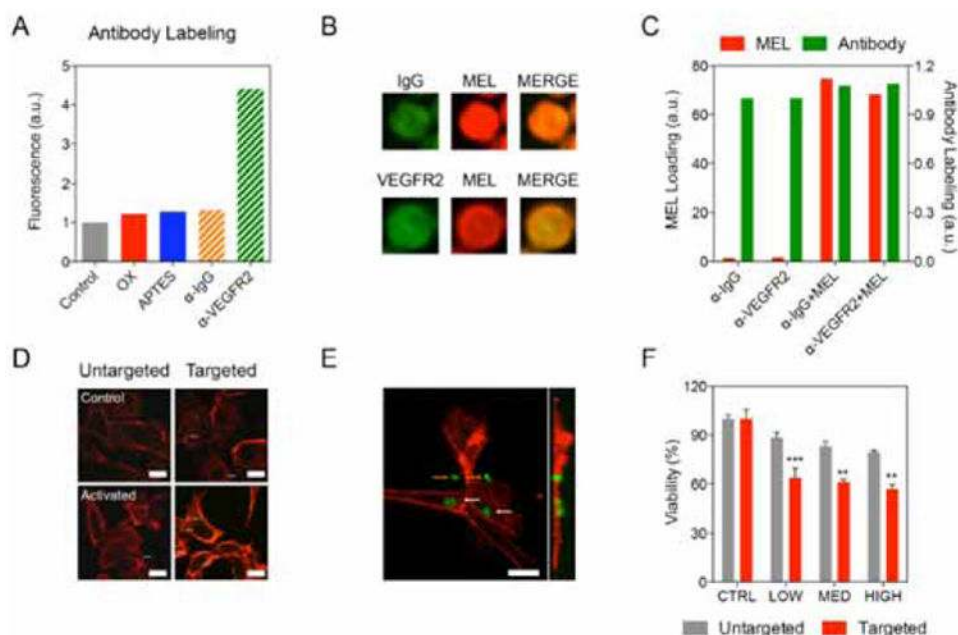 A
Antibody Labeling
Fluorescence (a.u.)
5
4
3
2
1
0
Control
OX
APTES
α-IgG
α-VEGFR2
B
IgG MEL MERGE
VEGFR2 MEL MERGE
C
MEL Antibody
MEL Loading (a.u.)
80
60
40
20
0
1.2
0.9
0.6
0.3
0.0
Antibody Labeling (a.u.)
α-IgG
α-VEGFR2
α-IgG+MEL
α-VEGFR2+MEL
D
Untargeted Targeted
Control
Activated
E
F
Viability (%)
120
90
60
30
0
***
**
**
CTRL LOW MED HIGH
Untargeted Targeted